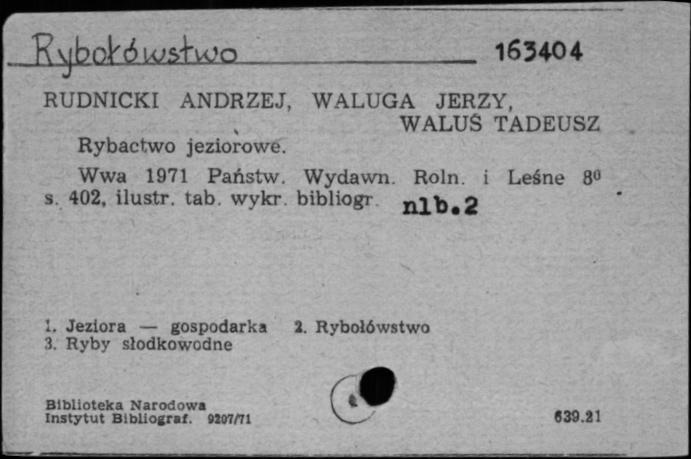 Rybołówstwo 163404
RUDNICKI ANDRZEJ, WALUGA JERZY,
WALUŚ TADEUSZ
Rybactwo jeziorowe.
Wwa 1971 Państw. Wydawn. Roln. i Leśne 8⁰
s. 402, ilustr. tab. wykr. bibliogr. nlb.2
1. Jeziora — gospodarka 2. Rybołówstwo
3. Ryby słodkowodne
Biblioteka Narodowa
Instytut Bibliograf. 9207/71 639.21